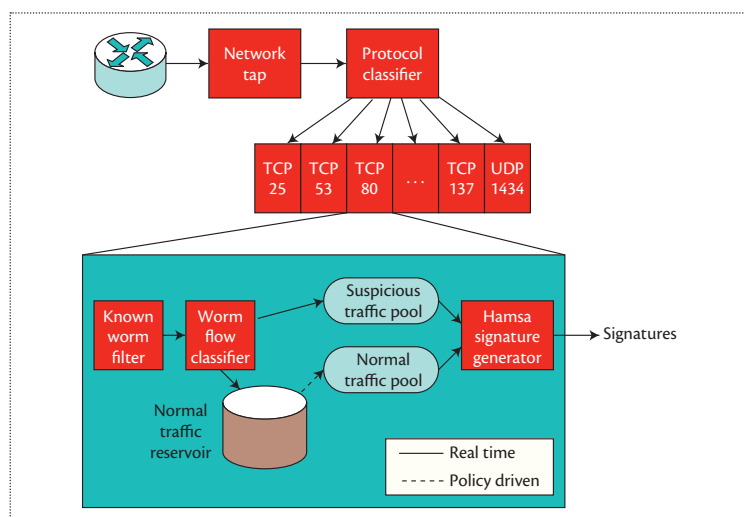 Network
tap
Protocol
classifier
TCP
25
TCP
53
TCP
80
...
TCP
137
UDP
1434
Known
worm
filter
Worm
flow
classifier
Suspicious
traffic pool
Normal
traffic pool
Hamsa
signature
generator
Signatures
Normal
traffic
reservoir
Real time
Policy driven